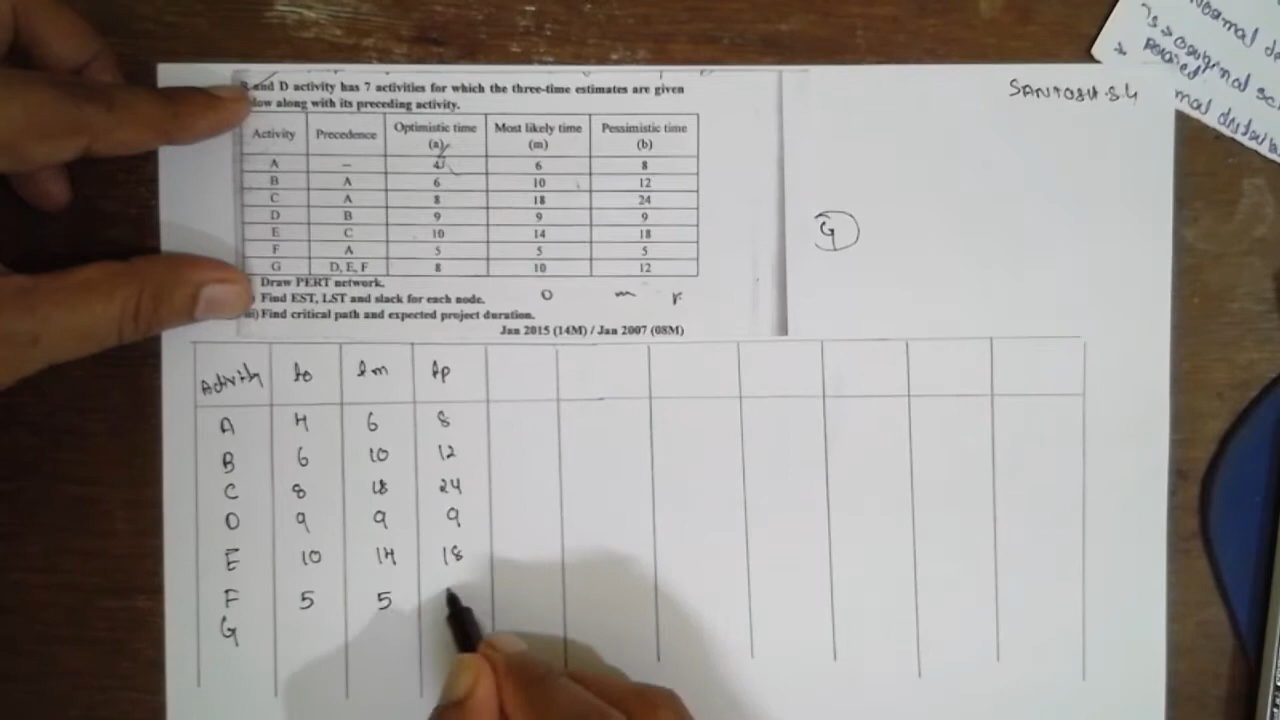 and D activity has 7 activities for which the three-time estimates are given
low along with its preceding activity.
Activity Precedence Optimistic time (a) Most likely time (m) Pessimistic time (b)
A – 4 6 8
B A 6 10 12
C A 8 18 24
D B 9 9 9
E C 10 14 18
F A 5 5 5
G D, E, F 8 10 12
Draw PERT network.
) Find EST, LST and slack for each node.
iii) Find critical path and expected project duration.
Jan 2015 (14M) / Jan 2007 (08M)
o m p
SANTOSH.S.Y
G
Normal
original
Activity to tm tp
A 4 6 8
B 6 10 12
C 8 18 24
D 9 9 9
E 10 14 18
F 5 5
G